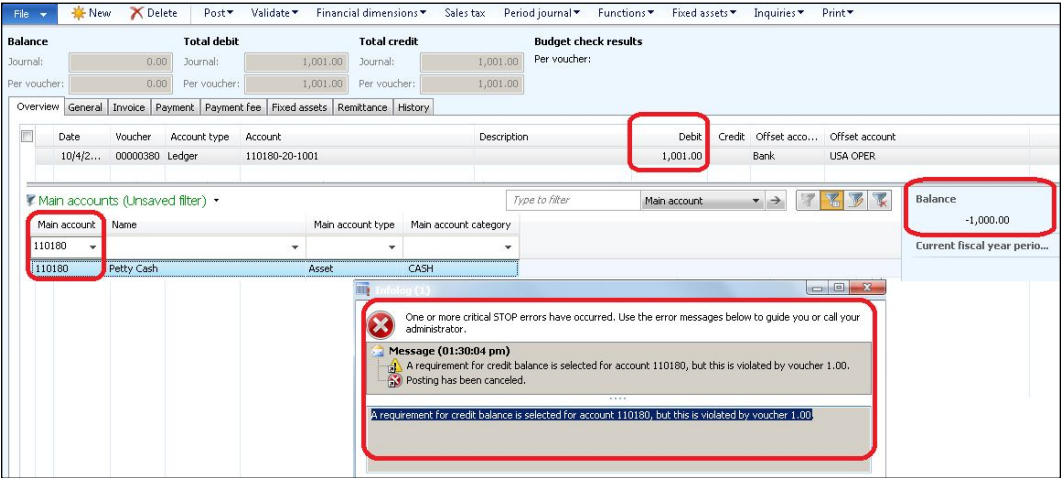 File New Delete Post Validate Financial dimensions Sales tax Period journal Functions Fixed assets Inquiries Print
Balance Total debit Total credit Budget check results
Journal: 0.00 Journal: 1,001.00 Journal: 1,001.00 Per voucher:
Per voucher: 0.00 Per voucher: 1,001.00 Per voucher: 1,001.00
Overview General Invoice Payment Payment fee Fixed assets Remittance History
Date Voucher Account type Account Description Debit Credit Offset acco... Offset account
10/4/2... 00000380 Ledger 110180-20-1001 1,001.00 Bank USA OPER
Main accounts (Unsaved filter) Type to filter Main account
Balance
-1,000.00
Current fiscal year perio...
Main account Name Main account type Main account category
110180
110180 Petty Cash Asset CASH
Infolog (1)
One or more critical STOP errors have occurred. Use the error messages below to guide you or call your
administrator.
Message (01:30:04 pm)
A requirement for credit balance is selected for account 110180, but this is violated by voucher 1.00.
Posting has been canceled.
A requirement for credit balance is selected for account 110180, but this is violated by voucher 1.00.